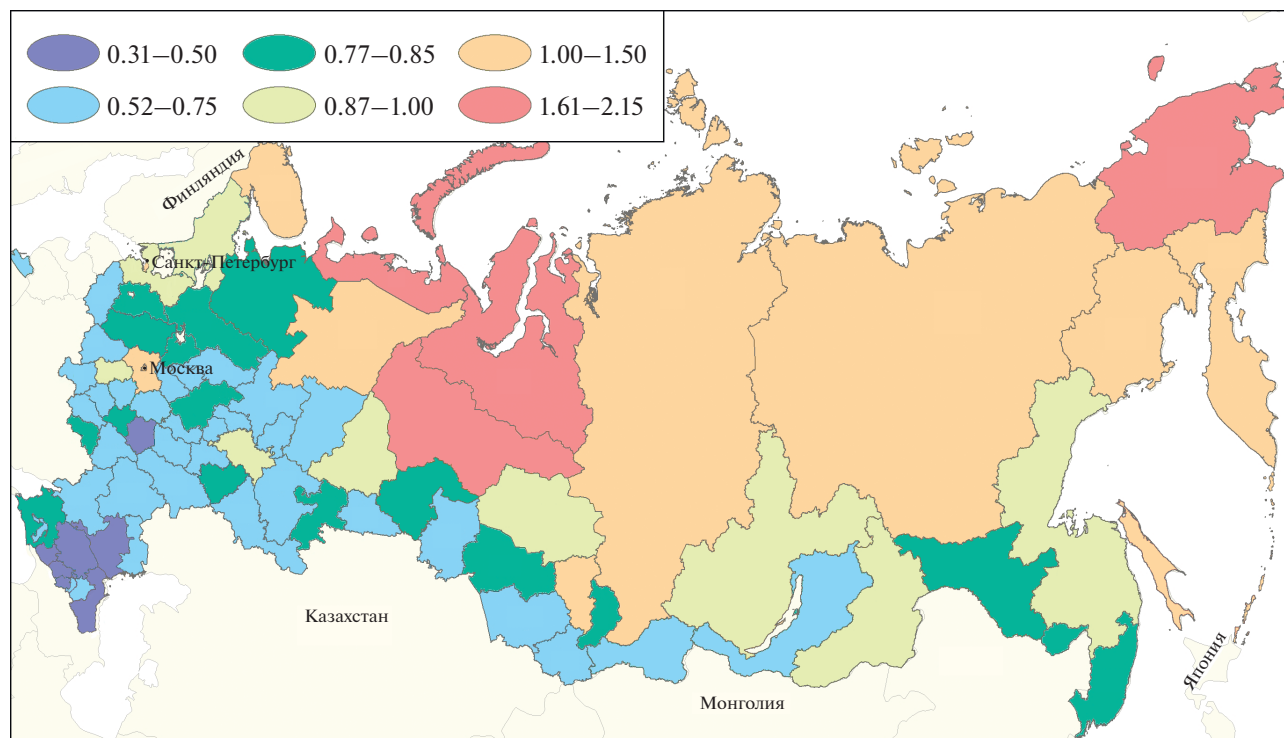 0.31–0.50
0.77–0.85
1.00–1.50
0.52–0.75
0.87–1.00
1.61–2.15
Финляндия
Санкт-Петербург
Москва
Казахстан
Монголия
Япония